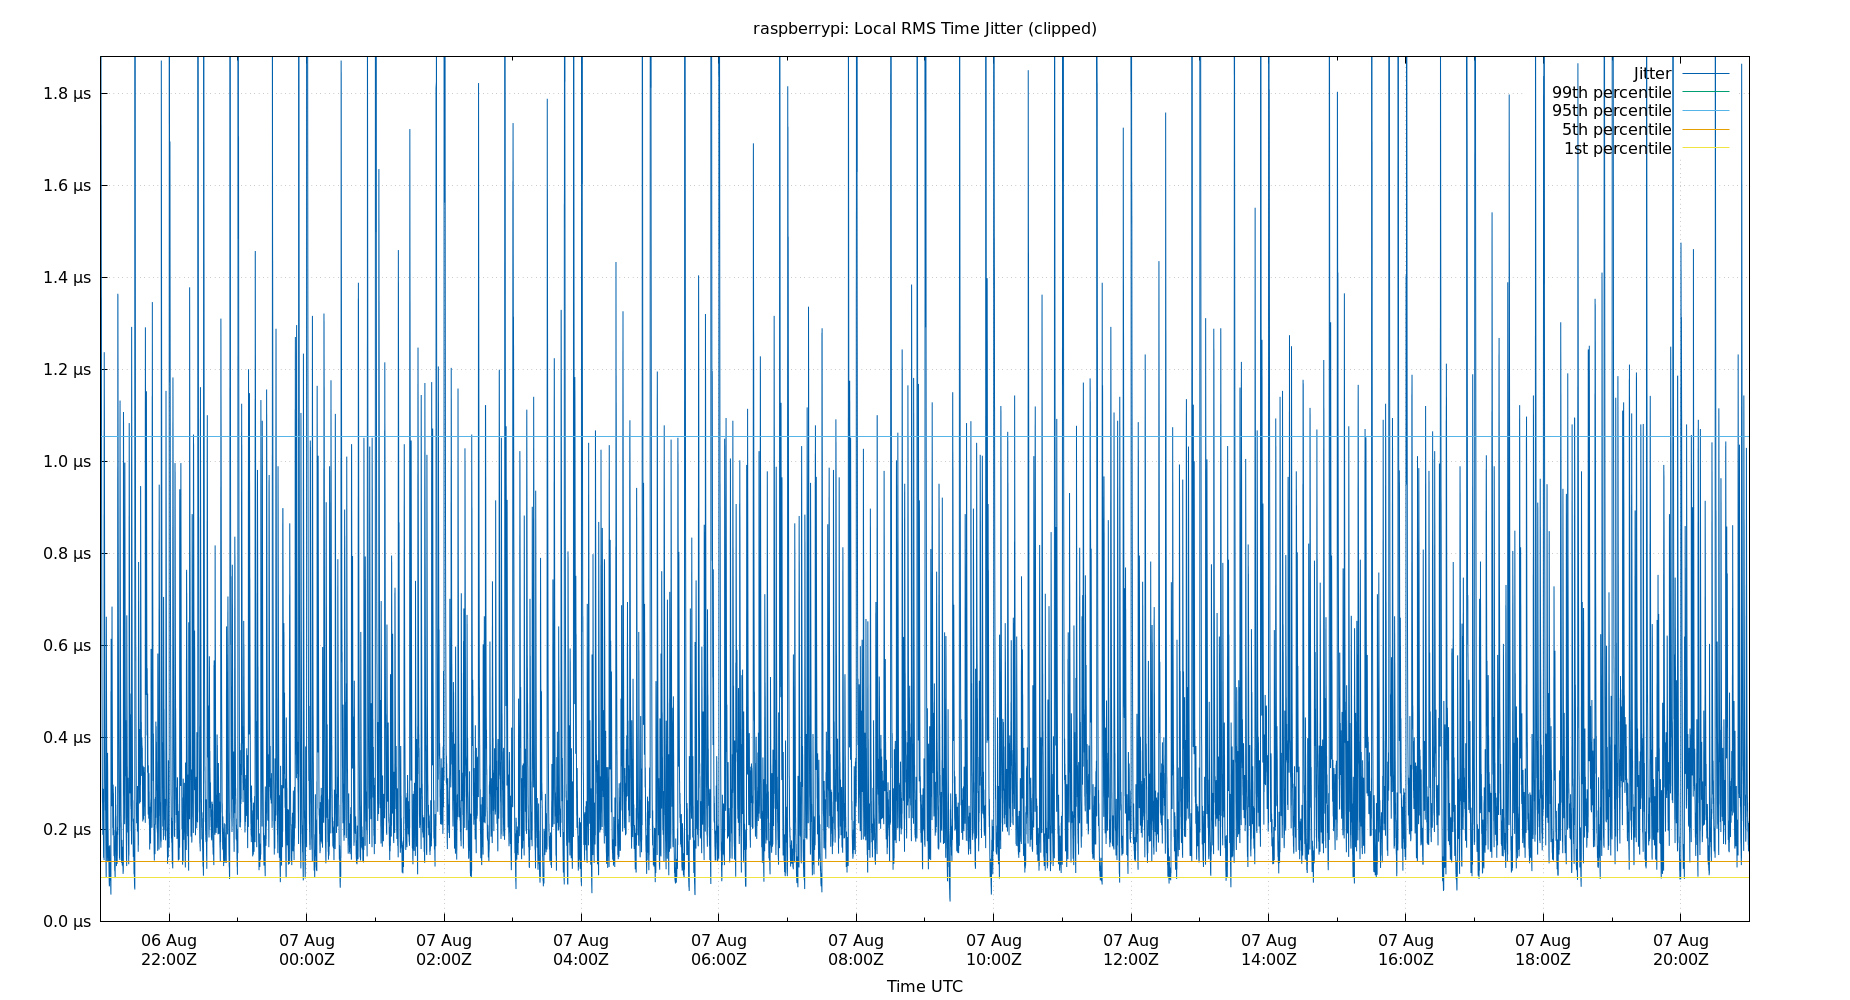 raspberrypi: Local RMS Time Jitter (clipped)
Jitter
99th percentile
95th percentile
5th percentile
1st percentile
1.8 µs
1.6 µs
1.4 µs
1.2 µs
1.0 µs
0.8 µs
0.6 µs
0.4 µs
0.2 µs
0.0 µs
06 Aug 07 Aug 07 Aug 07 Aug 07 Aug 07 Aug 07 Aug 07 Aug 07 Aug 07 Aug 07 Aug 07 Aug
22:00Z 00:00Z 02:00Z 04:00Z 06:00Z 08:00Z 10:00Z 12:00Z 14:00Z 16:00Z 18:00Z 20:00Z
Time UTC